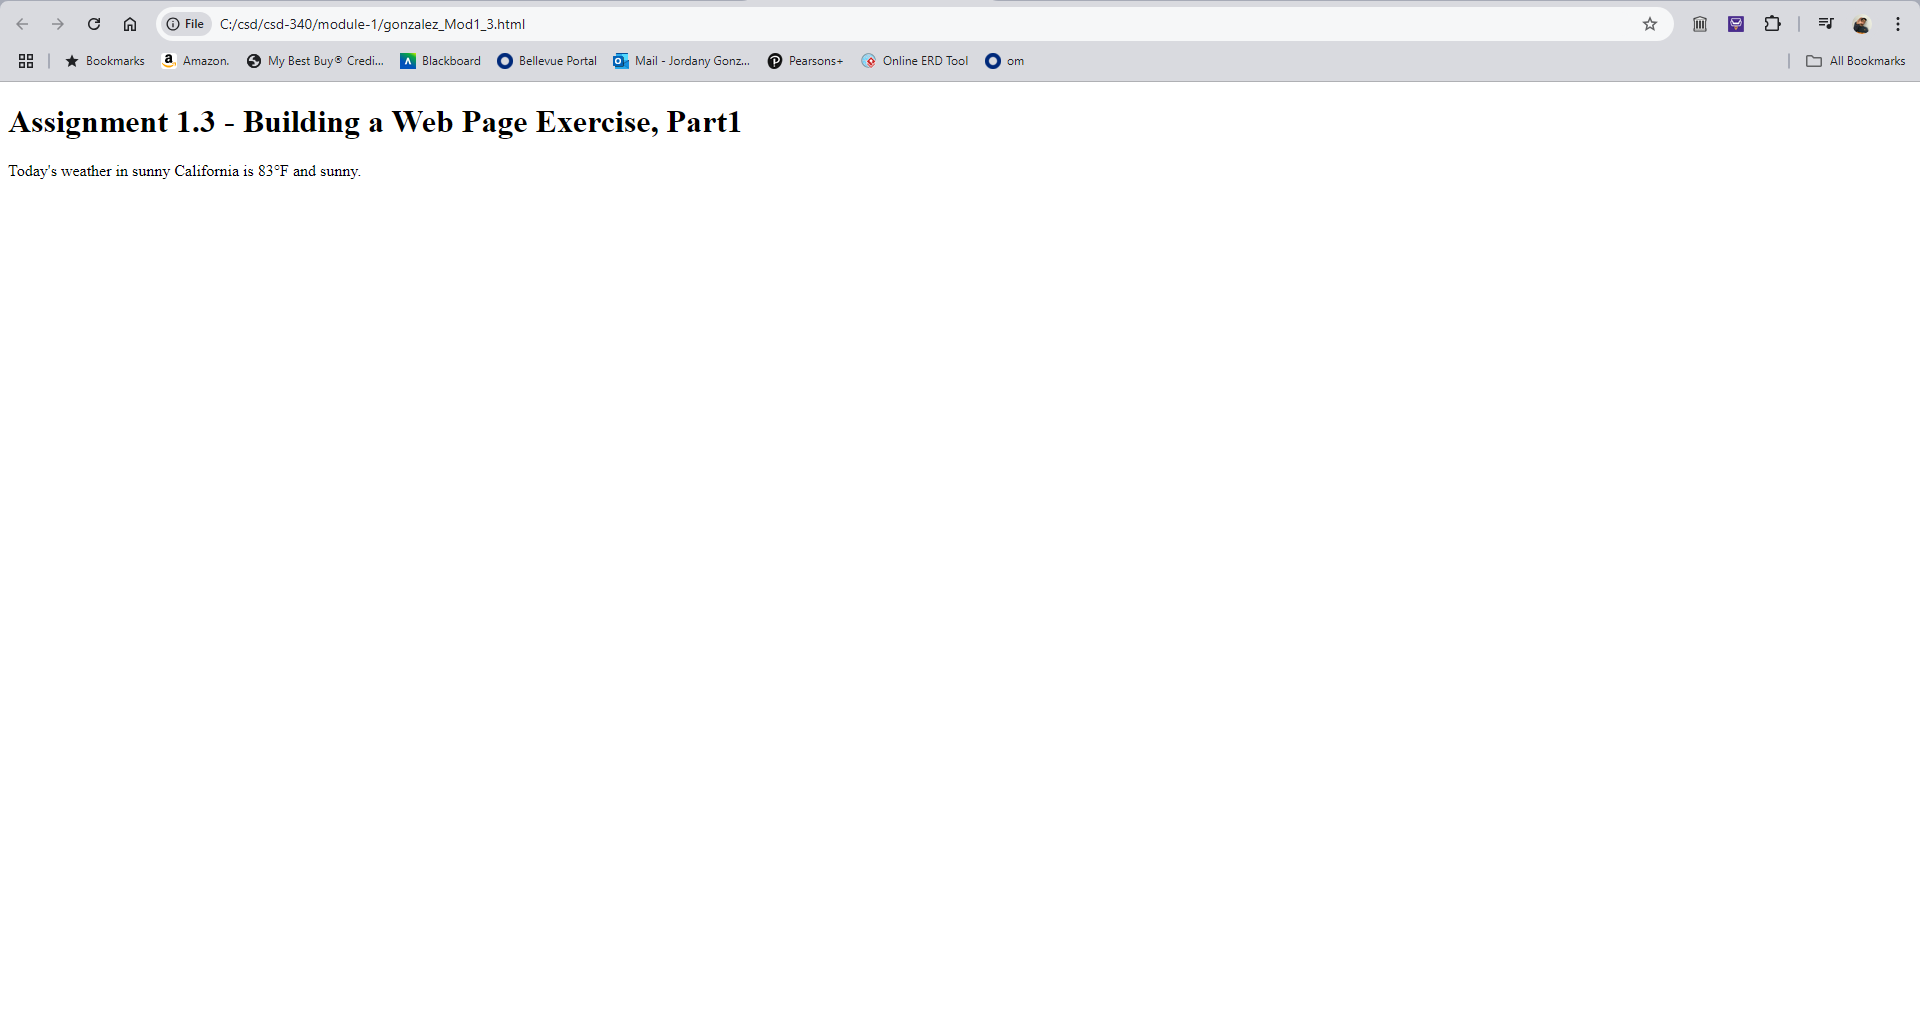 File C:/csd/csd-340/module-1/gonzalez_Mod1_3.html
Bookmarks Amazon. My Best Buy® Credi... Blackboard Bellevue Portal Mail - Jordany Gonz... Pearsons+ Online ERD Tool om All Bookmarks
Assignment 1.3 - Building a Web Page Exercise, Part1
Today's weather in sunny California is 83°F and sunny.